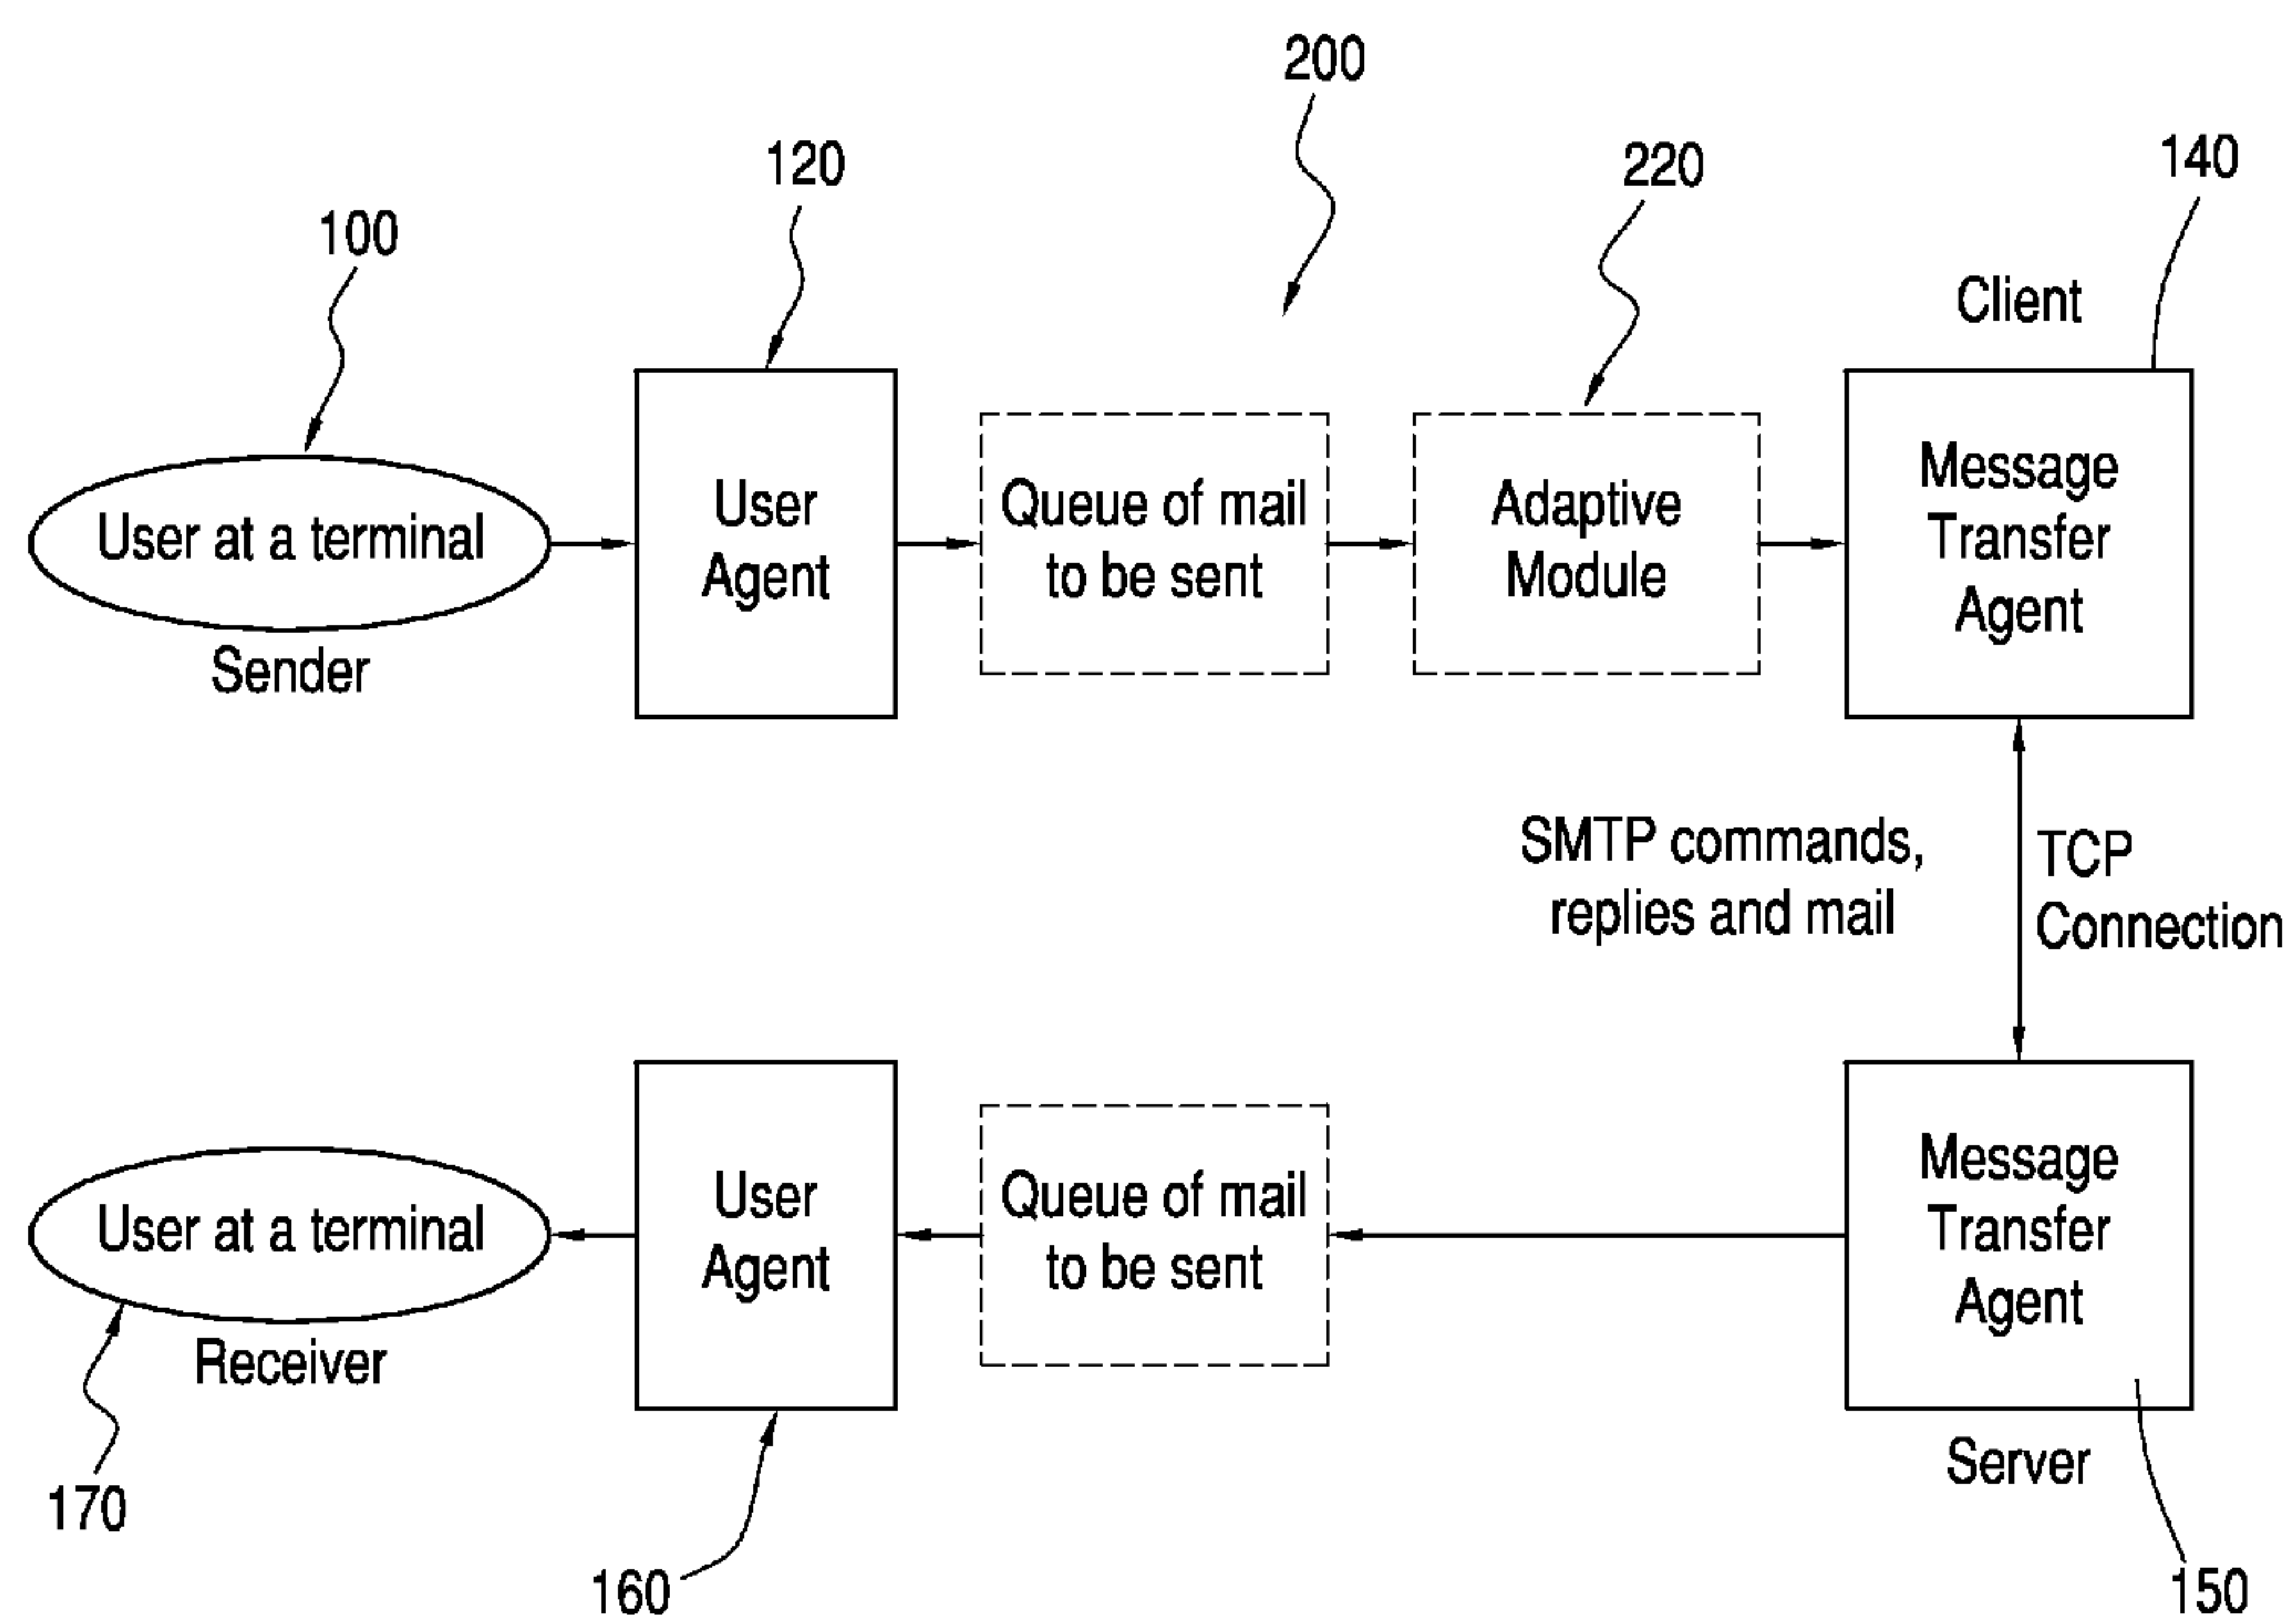 200
120
220
140
100
Client
User at a terminal
Sender
User
Agent
Queue of mail
to be sent
Adaptive
Module
Message
Transfer
Agent
SMTP commands,
replies and mail
TCP
Connection
User at a terminal
Receiver
User
Agent
Queue of mail
to be sent
Message
Transfer
Agent
Server
170
160
150